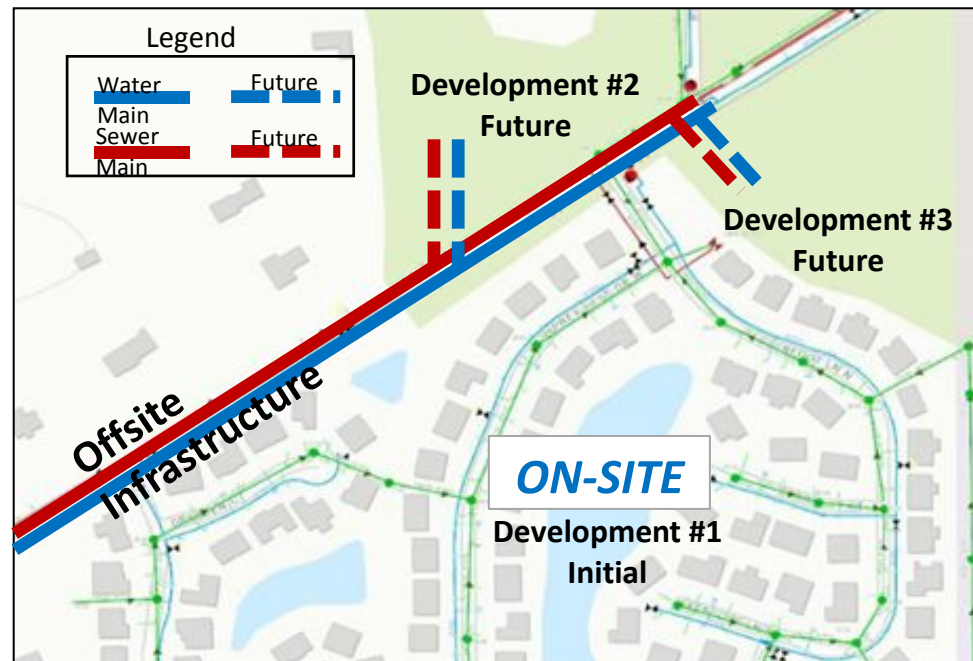 Legend
Water
Main
Future
Sewer
Main
Future
Development #2
Future
Development #3
Future
Offsite
Infrastructure
ON-SITE
Development #1
Initial